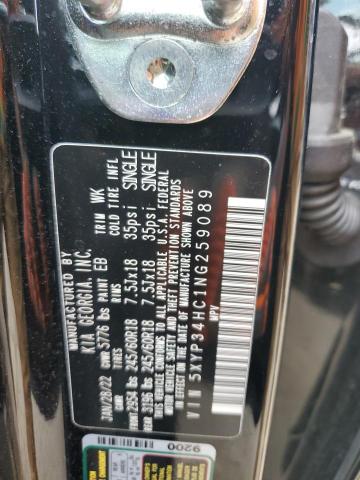 MANUFACTURED BY
KIA GEORGIA, INC.
JAN/28/22 GVWR 5776 lbs PAINT EB TRIM WK
GAWR TIRES RIMS COLD TIRE INFL
FRT 2954 lbs 245/60R18 7.5JX18 35psi SINGLE
RR 3196 lbs 245/60R18 7.5JX18 35psi SINGLE
THIS VEHICLE CONFORMS TO ALL APPLICABLE U.S.A. FEDERAL
MOTOR VEHICLE SAFETY AND THEFT PREVENTION STANDARDS
IN EFFECT ON THE DATE OF MANUFACTURE SHOWN ABOVE
VIN 5XYP34HC1NG259089
MPV
9200